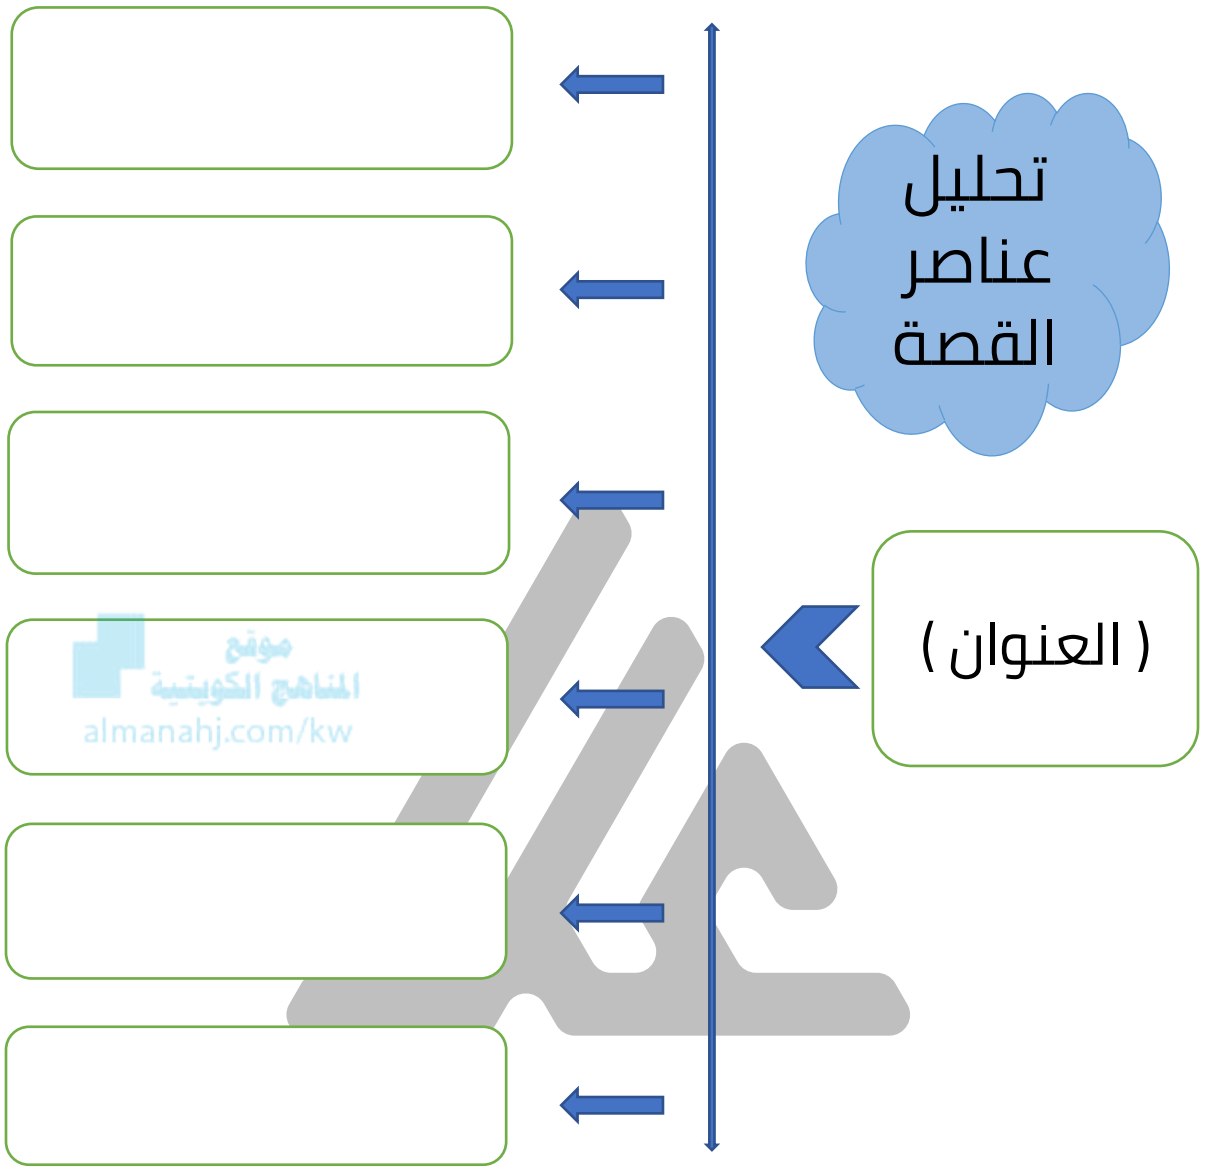 تحليل
عناصر
القصة
( العنوان )
موقع
المناهج الكويتية
almanahj.com/kw